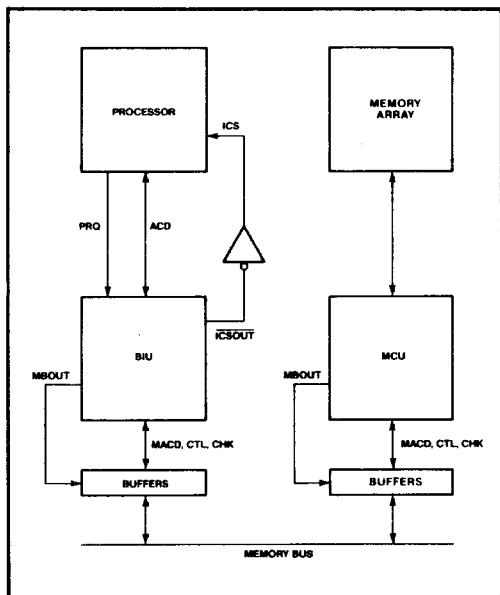 PROCESSOR
ICS
MEMORY
ARRAY
PRQ
ACD
ICSOUT
BIU
MBOUT
MCU
MBOUT
MACD, CTL, CHK
MACD, CTL, CHK
BUFFERS
BUFFERS
MEMORY BUS